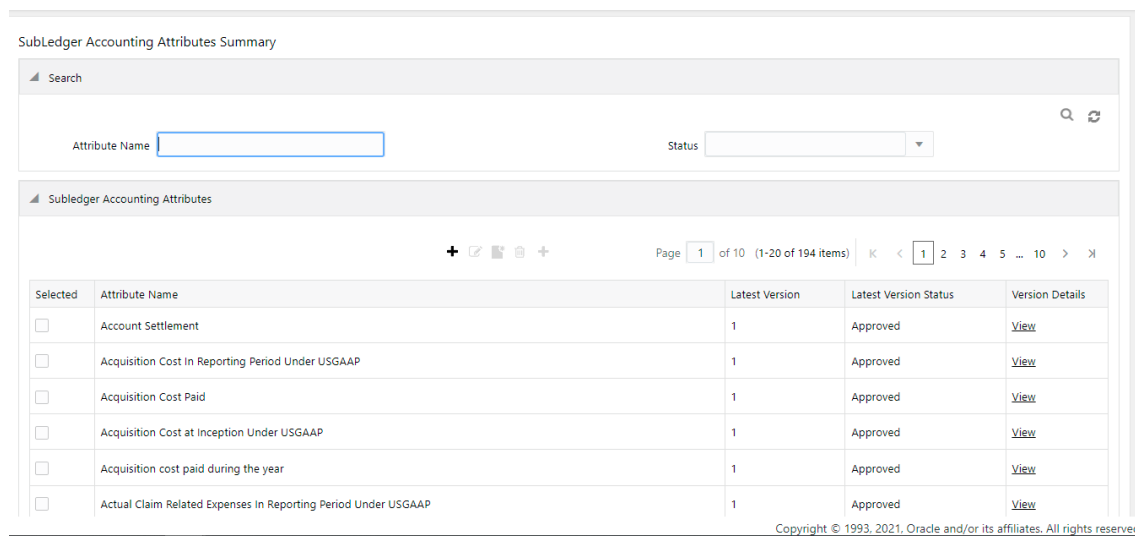 SubLedger Accounting Attributes Summary
Search
Attribute Name Status
Subledger Accounting Attributes
Page 1 of 10 (1-20 of 194 items) 1 2 3 4 5 ... 10
Selected Attribute Name Latest Version Latest Version Status Version Details
Account Settlement 1 Approved View
Acquisition Cost In Reporting Period Under USGAAP 1 Approved View
Acquisition Cost Paid 1 Approved View
Acquisition Cost at Inception Under USGAAP 1 Approved View
Acquisition cost paid during the year 1 Approved View
Actual Claim Related Expenses In Reporting Period Under USGAAP 1 Approved View
Copyright © 1993, 2021, Oracle and/or its affiliates. All rights reserve